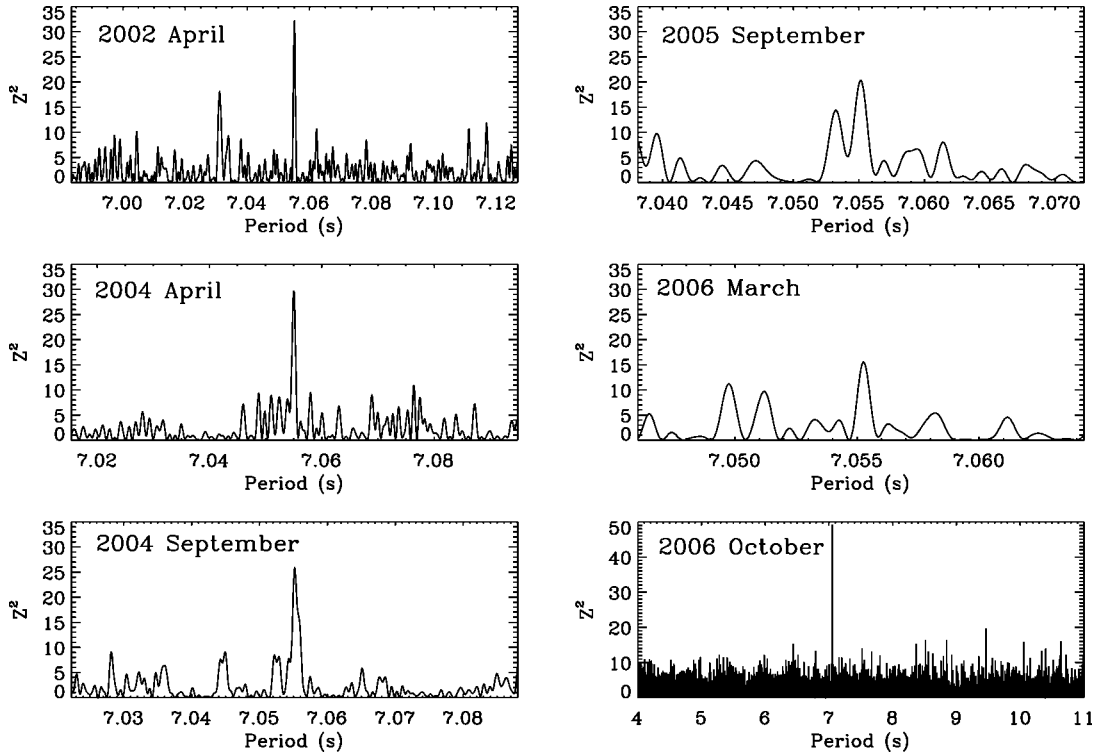 2002 April
Z²
35
30
25
20
15
10
5
0
7.00 7.02 7.04 7.06 7.08 7.10 7.12
Period (s)
2005 September
Z²
35
30
25
20
15
10
5
0
7.040 7.045 7.050 7.055 7.060 7.065 7.070
Period (s)
2004 April
Z²
35
30
25
20
15
10
5
0
7.02 7.04 7.06 7.08
Period (s)
2006 March
Z²
35
30
25
20
15
10
5
0
7.050 7.055 7.060
Period (s)
2004 September
Z²
35
30
25
20
15
10
5
0
7.03 7.04 7.05 7.06 7.07 7.08
Period (s)
2006 October
Z²
50
40
30
20
10
0
4 5 6 7 8 9 10 11
Period (s)